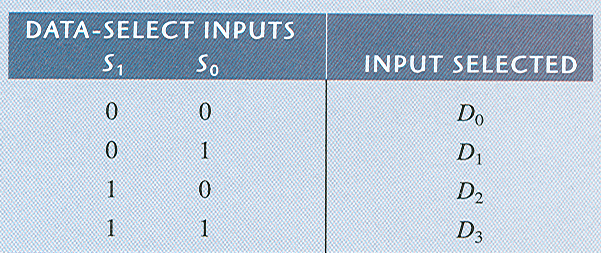 DATA-SELECT INPUTS
S₁ S₀ INPUT SELECTED
0 0 D₀
0 1 D₁
1 0 D₂
1 1 D₃